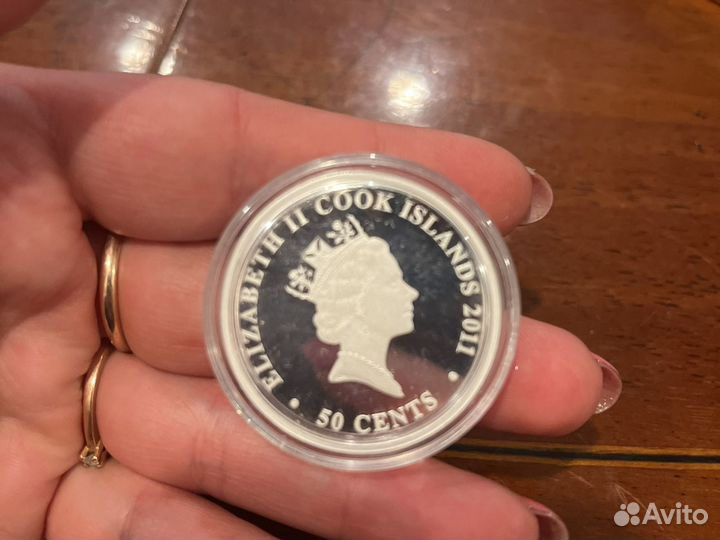 ELIZABETH II COOK ISLANDS 2011
• 50 CENTS •
Avito